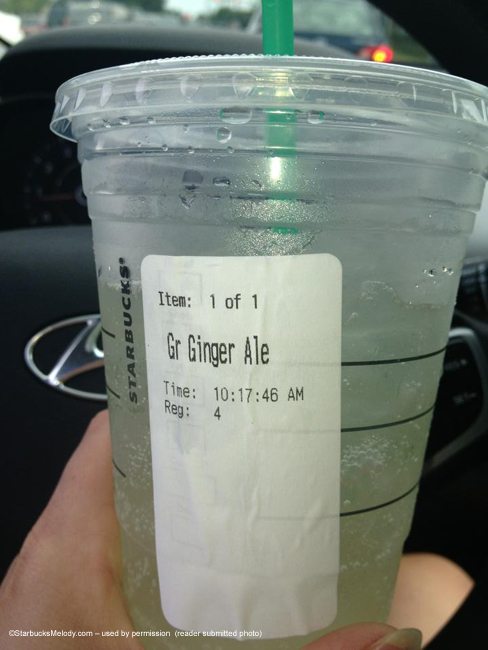 STARBUCKS®
Item: 1 of 1
Gr Ginger Ale
Time: 10:17:46 AM
Reg: 4
©StarbucksMelody.com – used by permission (reader submitted photo)